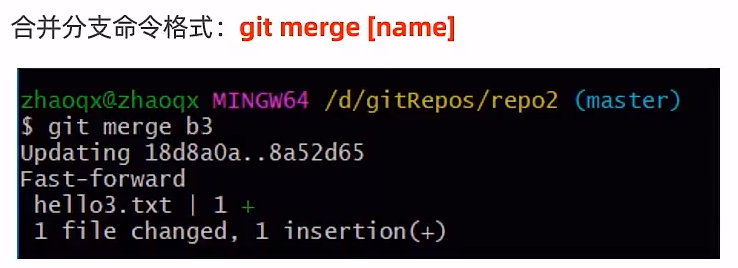 合并分支命令格式：git merge [name]
zhaoqx@zhaoqx MINGW64 /d/gitRepos/repo2 (master)
$ git merge b3
Updating 18d8a0a..8a52d65
Fast-forward
 hello3.txt | 1 +
 1 file changed, 1 insertion(+)